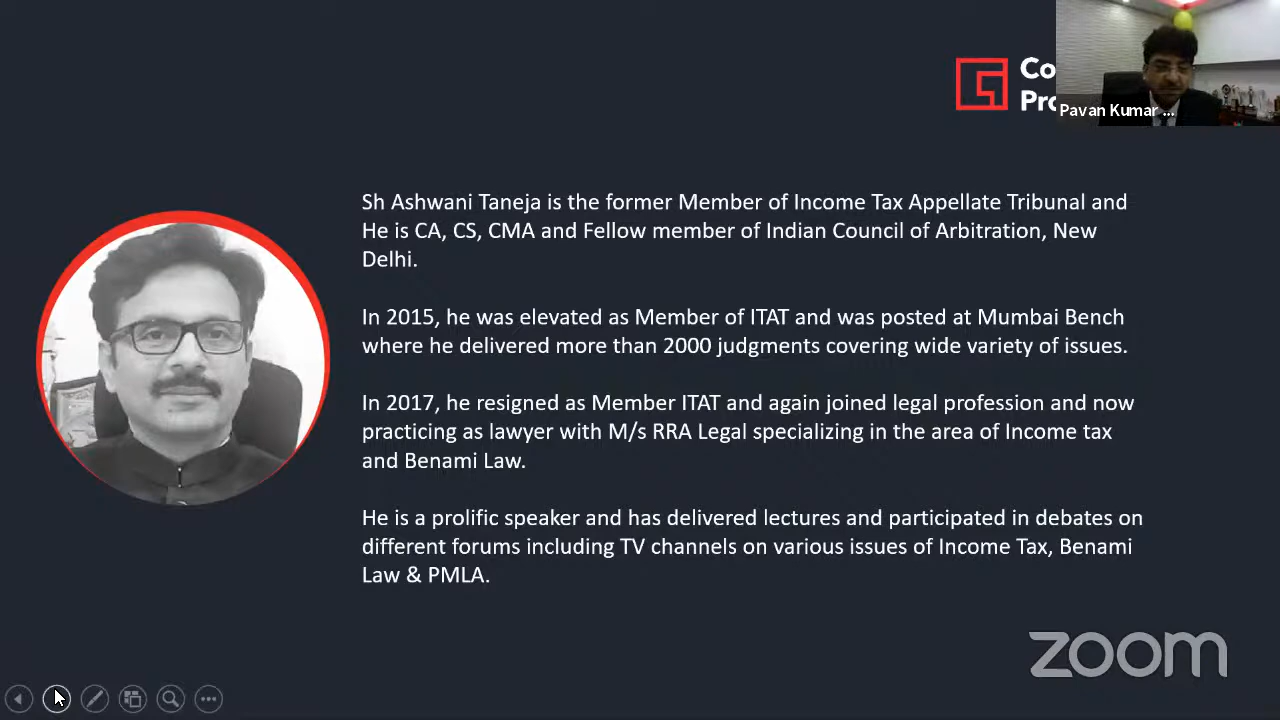 Co
Pro
Pavan Kumar ...
Sh Ashwani Taneja is the former Member of Income Tax Appellate Tribunal and
He is CA, CS, CMA and Fellow member of Indian Council of Arbitration, New
Delhi.
In 2015, he was elevated as Member of ITAT and was posted at Mumbai Bench
where he delivered more than 2000 judgments covering wide variety of issues.
In 2017, he resigned as Member ITAT and again joined legal profession and now
practicing as lawyer with M/s RRA Legal specializing in the area of Income tax
and Benami Law.
He is a prolific speaker and has delivered lectures and participated in debates on
different forums including TV channels on various issues of Income Tax, Benami
Law & PMLA.
zoom